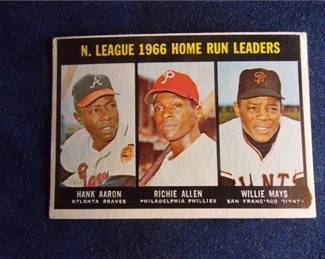 N. LEAGUE 1966 HOME RUN LEADERS
HANK AARON
ATLANTA BRAVES
RICHIE ALLEN
PHILADELPHIA PHILLIES
WILLIE MAYS
SAN FRANCISCO GIANTS